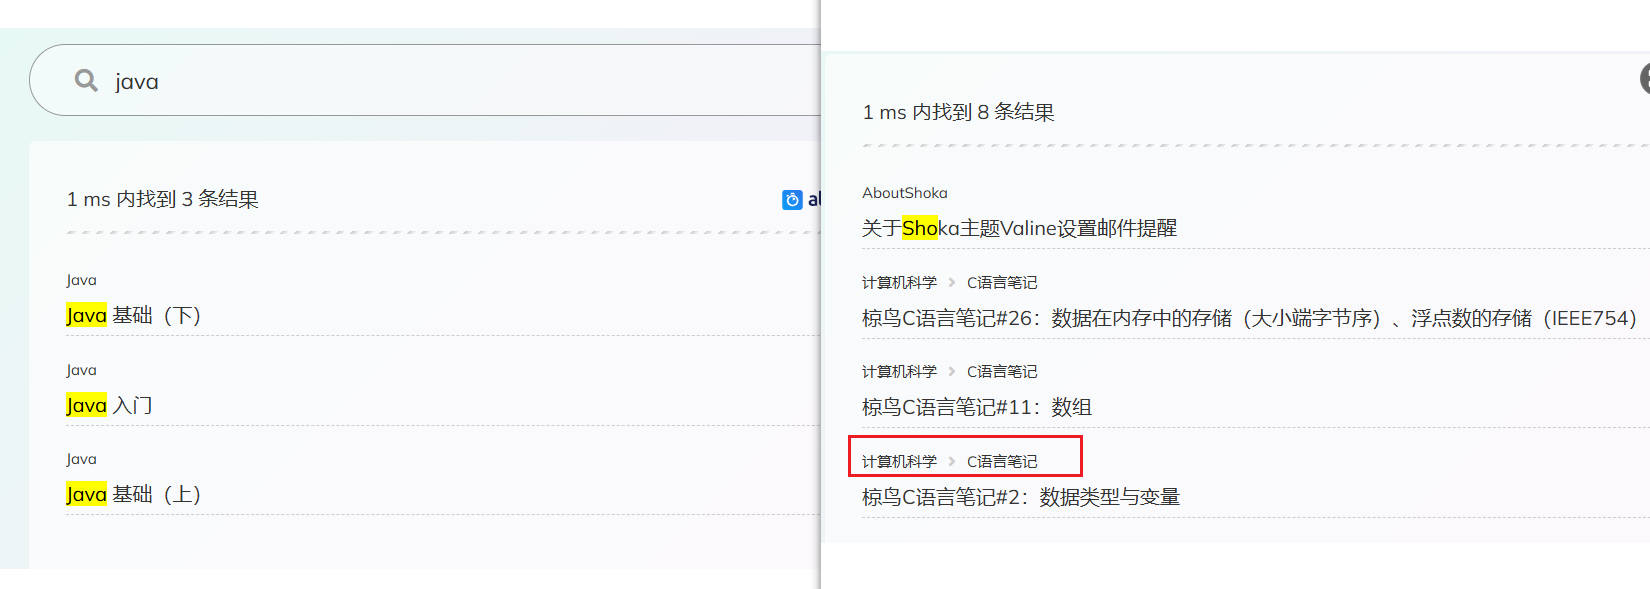 java
1 ms 内找到 3 条结果
Java
Java 基础（下）
Java
Java 入门
Java
Java 基础（上）
1 ms 内找到 8 条结果
AboutShoka
关于Shoka主题Valine设置邮件提醒
计算机科学 > C语言笔记
椋鸟C语言笔记#26：数据在内存中的存储（大小端字节序）、浮点数的存储（IEEE754）
计算机科学 > C语言笔记
椋鸟C语言笔记#11：数组
计算机科学 > C语言笔记
椋鸟C语言笔记#2：数据类型与变量